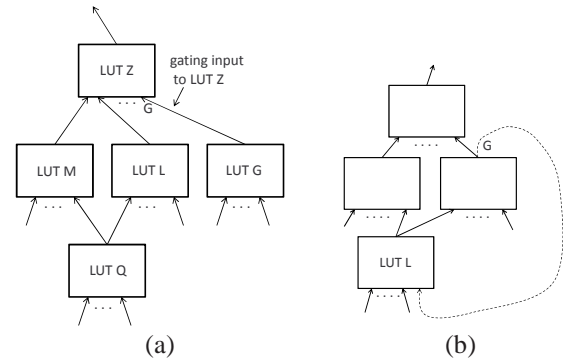 LUT Z
gating input
to LUT Z
.... G
LUT M
LUT L
LUT G
....
....
....
LUT Q
....
(a)
....
G
....
....
LUT L
....
(b)